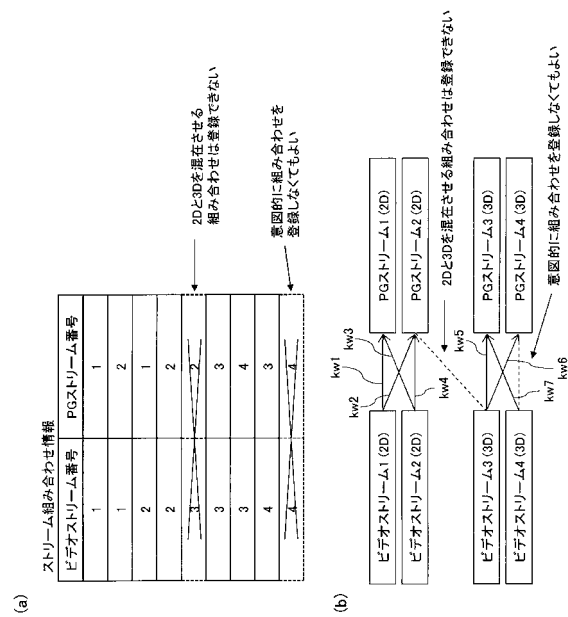 (a)
ストリーム組み合わせ情報
ビデオストリーム番号 PGストリーム番号
1 1
1 2
2 1
2 2
3 2
3 3
3 4
4 3
4 4
2Dと3Dを混在させる
組み合わせは登録できない
意図的に組み合わせを
登録しなくてもよい
(b)
ビデオストリーム1 (2D)
ビデオストリーム2 (2D)
ビデオストリーム3 (3D)
ビデオストリーム4 (3D)
kw1
kw2
kw3
kw4
kw5
kw6
kw7
PGストリーム1 (2D)
PGストリーム2 (2D)
PGストリーム3 (3D)
PGストリーム4 (3D)
2Dと3Dを混在させる組み合わせは登録できない
意図的に組み合わせを登録しなくてもよい